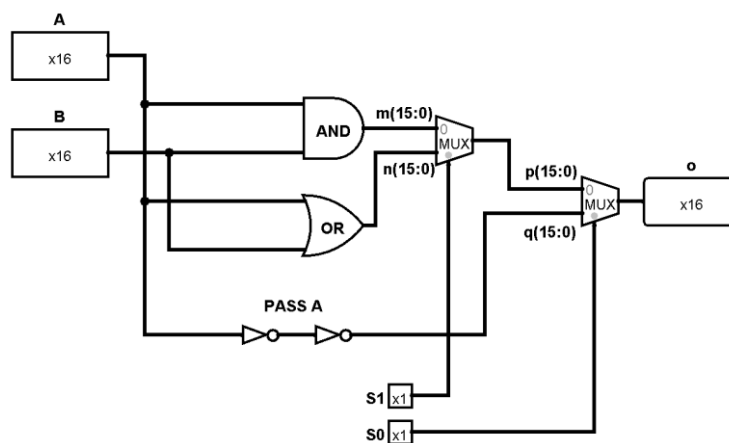 A
x16
B
x16
AND
m(15:0)
0
MUX
n(15:0)
OR
p(15:0)
0
MUX
q(15:0)
o
x16
PASS A
S1
x1
S0
x1